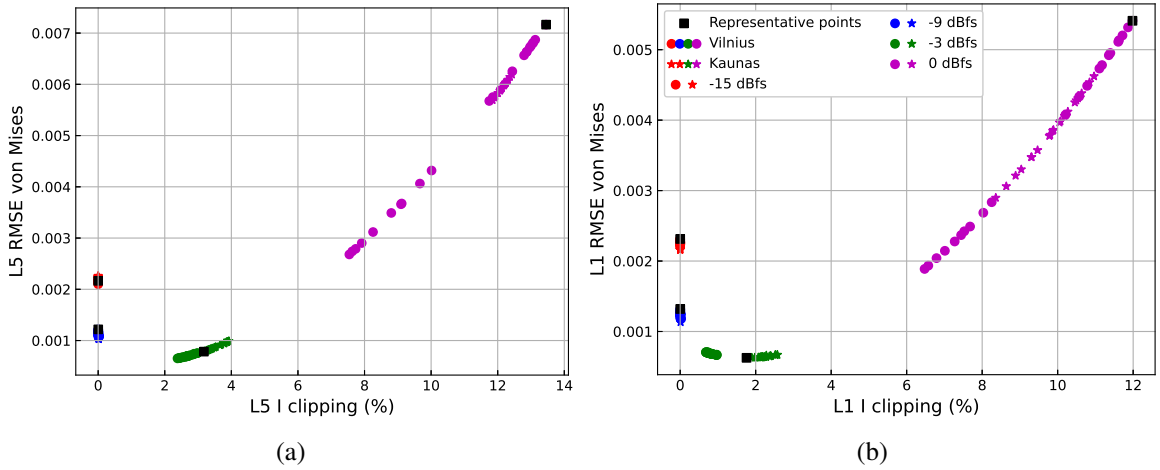 0.007
0.006
0.005
0.004
0.003
0.002
0.001
L5 RMSE von Mises
0 2 4 6 8 10 12 14
L5 I clipping (%)
(a)
Representative points
Vilnius
Kaunas
-15 dBfs
-9 dBfs
-3 dBfs
0 dBfs
0.005
0.004
0.003
0.002
0.001
L1 RMSE von Mises
0 2 4 6 8 10 12
L1 I clipping (%)
(b)